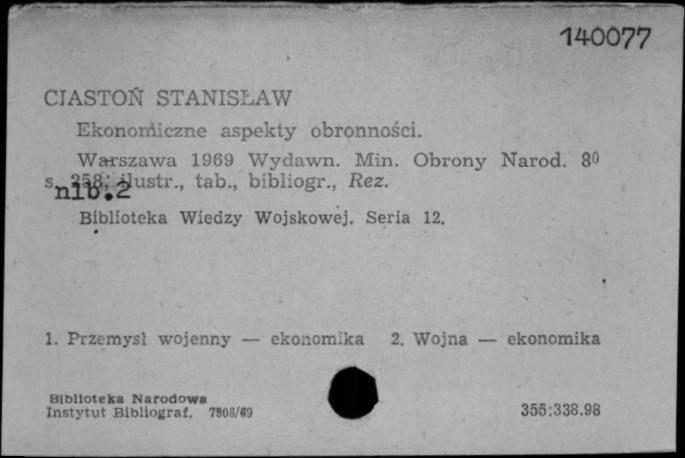 140077
CIASTOŃ STANISŁAW
Ekonomiczne aspekty obronności.
Warszawa 1969 Wydawn. Min. Obrony Narod. 8⁰
s. 258, ilustr., tab., bibliogr., Rez.
nlb.2
Biblioteka Wiedzy Wojskowej. Seria 12.
1. Przemysł wojenny — ekonomika 2. Wojna — ekonomika
Biblioteka Narodowa
Instytut Bibliograf. 7808/69
355:338.98